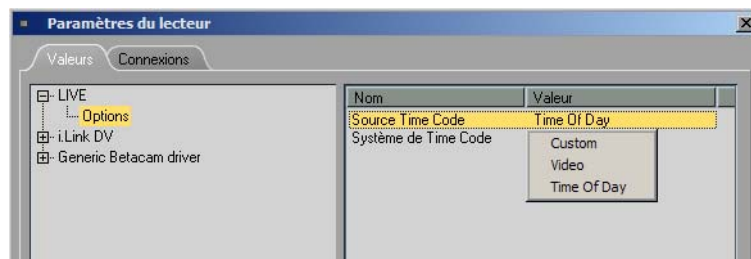 Paramètres du lecteur
Valeurs Connexions
LIVE
Options
i.Link DV
Generic Betacam driver
Nom Valeur
Source Time Code Time Of Day
Système de Time Code
Custom
Video
Time Of Day